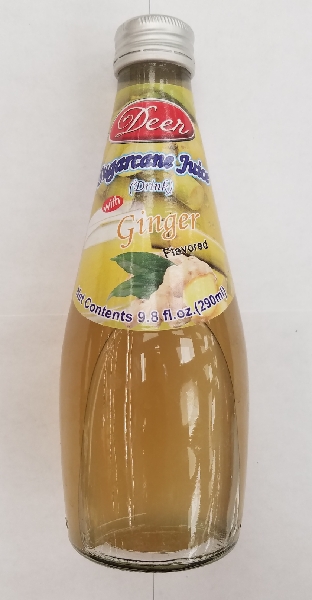 Deer
Sugarcane Juice
(Drink)
with
Ginger
Flavored
Net Contents 9.8 fl.oz.(290ml)